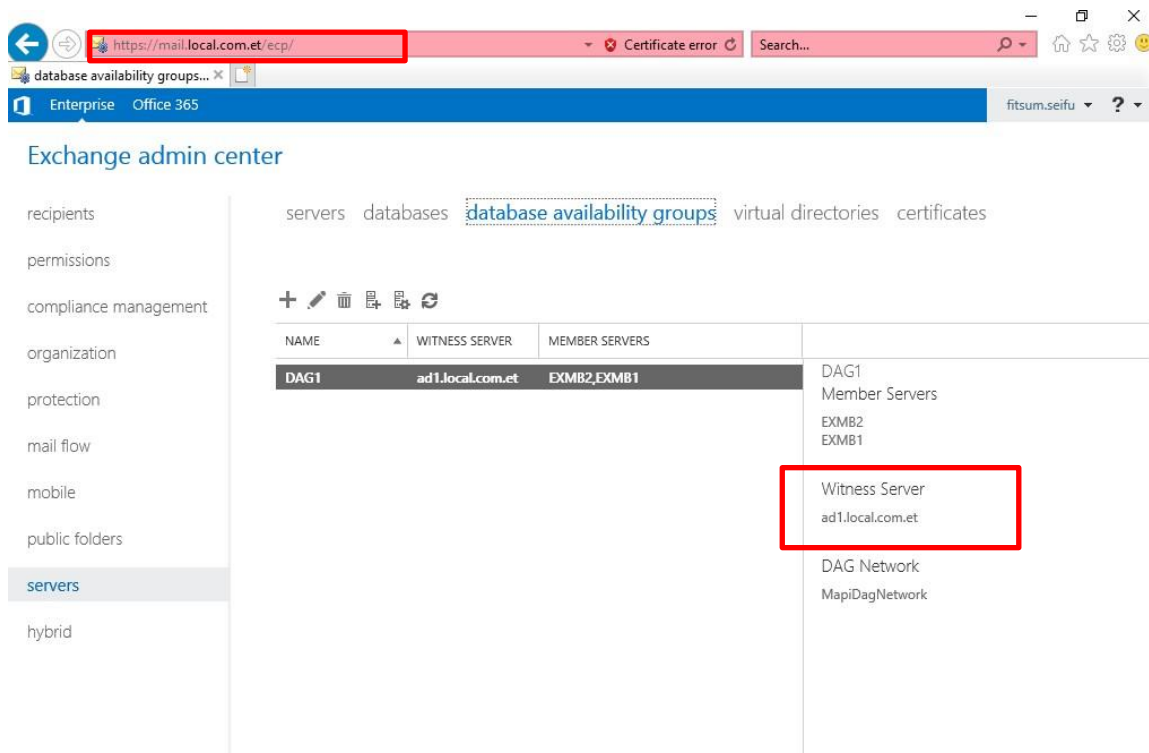 https://mail.local.com.et/ecp/
Certificate error
Search...
database availability groups...
Enterprise Office 365
fitsum.seifu ?
Exchange admin center
recipients
permissions
compliance management
organization
protection
mail flow
mobile
public folders
servers
hybrid
servers databases database availability groups virtual directories certificates
NAME WITNESS SERVER MEMBER SERVERS
DAG1 ad1.local.com.et EXMB2,EXMB1
DAG1
Member Servers
EXMB2
EXMB1
Witness Server
ad1.local.com.et
DAG Network
MapiDagNetwork